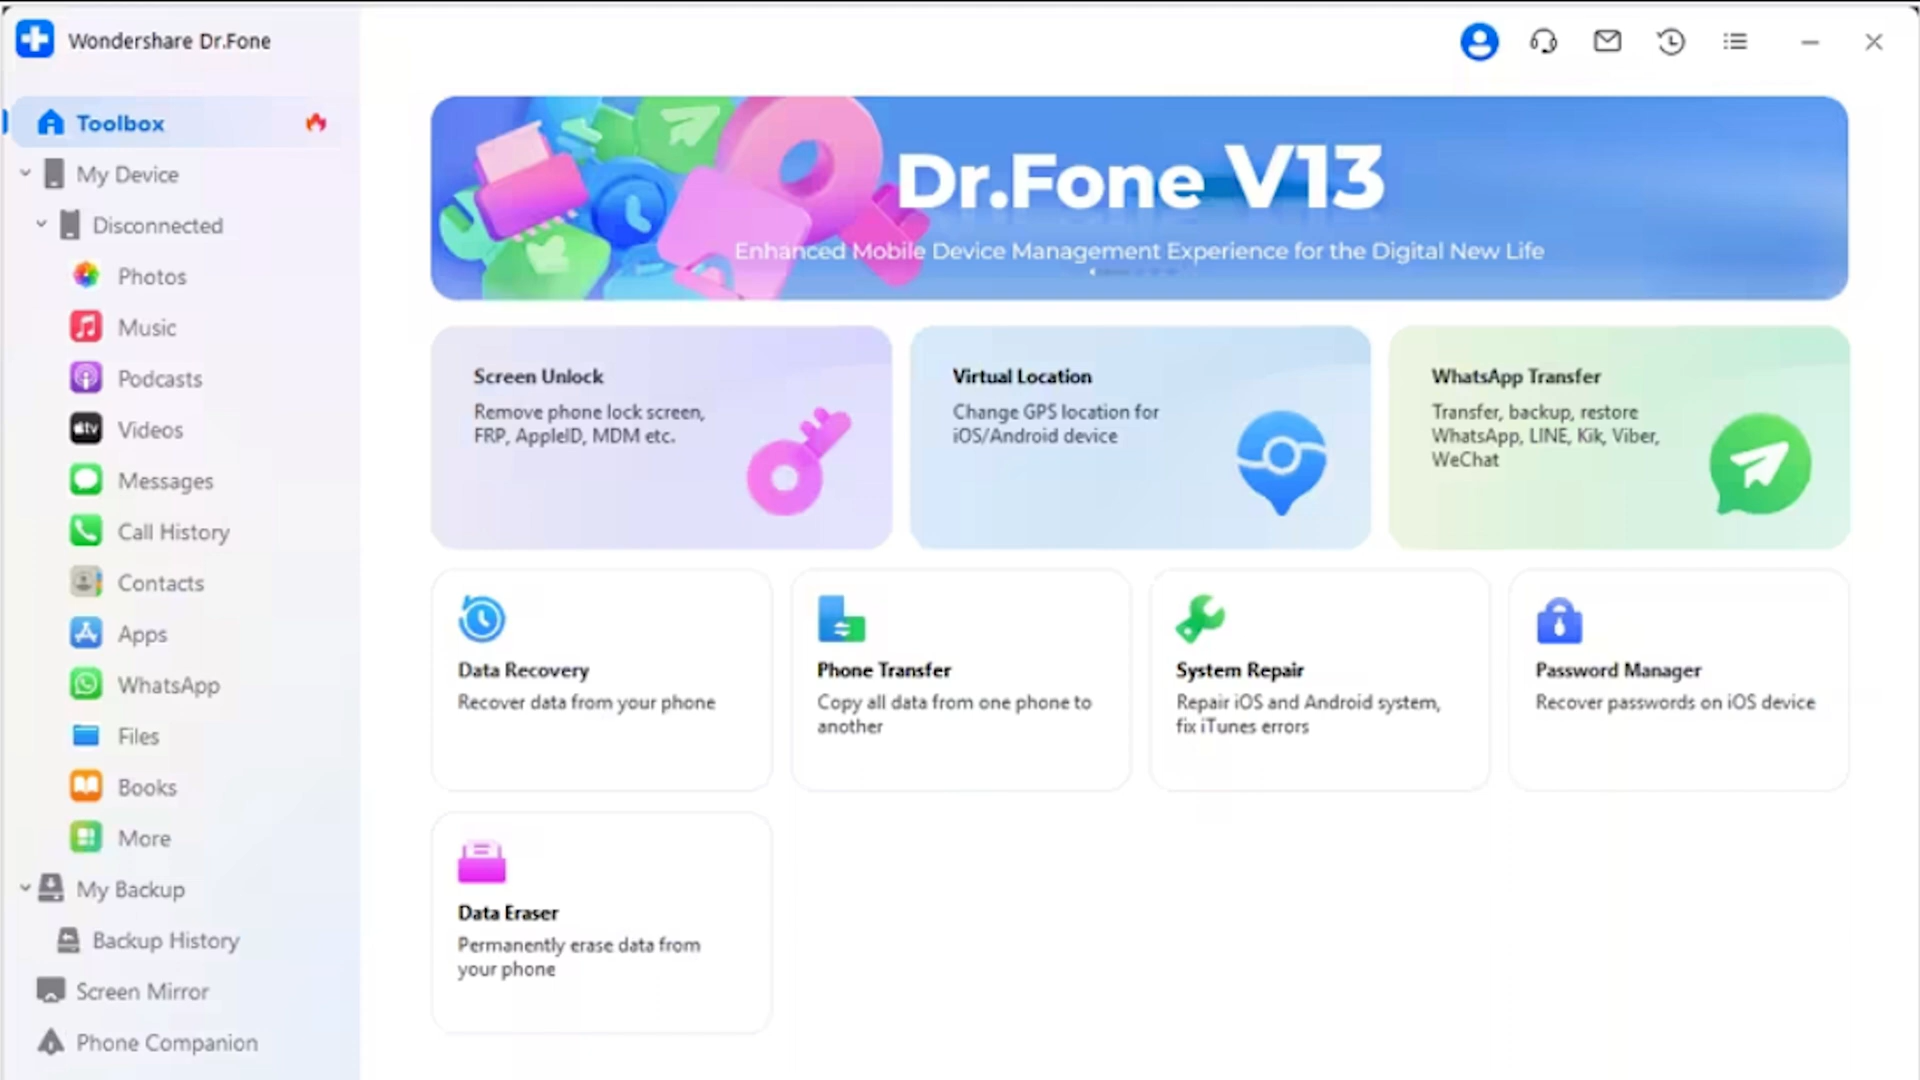 Wondershare Dr.Fone
Toolbox
My Device
Disconnected
Photos
Music
Podcasts
tv
Videos
Messages
Call History
Contacts
Apps
WhatsApp
Files
Books
More
My Backup
Backup History
Screen Mirror
Phone Companion
Dr.Fone V13
Enhanced Mobile Device Management Experience for the Digital New Life
Screen Unlock
Remove phone lock screen,
FRP, AppleID, MDM etc.
Virtual Location
Change GPS location for
iOS/Android device
WhatsApp Transfer
Transfer, backup, restore
WhatsApp, LINE, Kik, Viber,
WeChat
Data Recovery
Recover data from your phone
Phone Transfer
Copy all data from one phone to
another
System Repair
Repair iOS and Android system,
fix iTunes errors
Password Manager
Recover passwords on iOS device
Data Eraser
Permanently erase data from
your phone